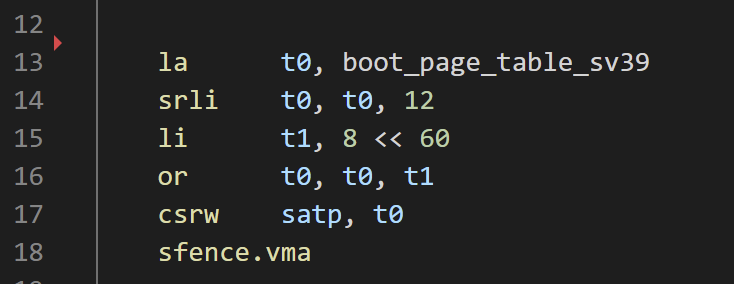 12
13 la t0, boot_page_table_sv39
14 srli t0, t0, 12
15 li t1, 8 << 60
16 or t0, t0, t1
17 csrw satp, t0
18 sfence.vma